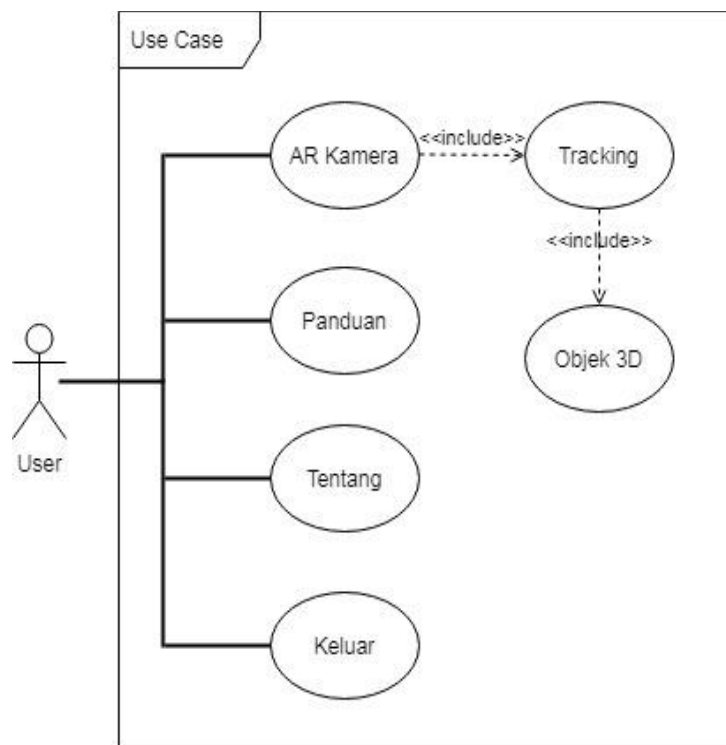 Use Case
AR Kamera
<<include>>
Tracking
<<include>>
Panduan
Objek 3D
User
Tentang
Keluar